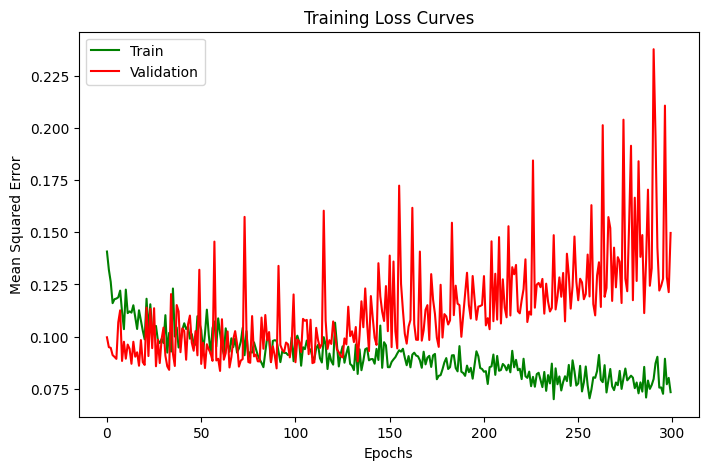 Training Loss Curves
Train
Validation
Mean Squared Error
0.225
0.200
0.175
0.150
0.125
0.100
0.075
0
50
100
150
200
250
300
Epochs